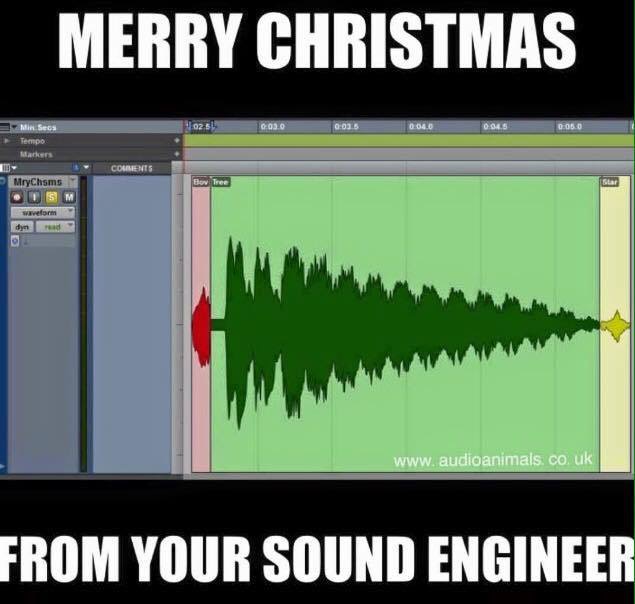 MERRY CHRISTMAS
Min:Secs
02.5 0:03.0 0:03.5 0:04.0 0:04.5 0:05.0
Tempo
Markers
COMMENTS
MryChsms
I S M
waveform
dyn read
Bow Tree Star
www. audioanimals. co. uk
FROM YOUR SOUND ENGINEER